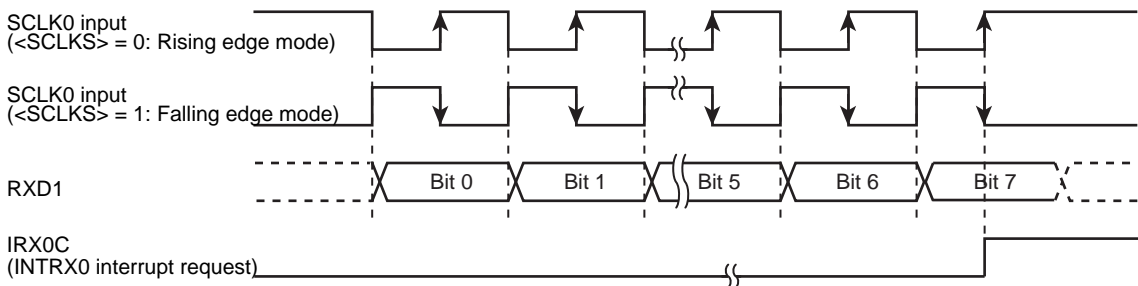 SCLK0 input
(<SCLKS> = 0: Rising edge mode)
SCLK0 input
(<SCLKS> = 1: Falling edge mode)
RXD1
Bit 0
Bit 1
Bit 5
Bit 6
Bit 7
IRX0C
(INTRX0 interrupt request)